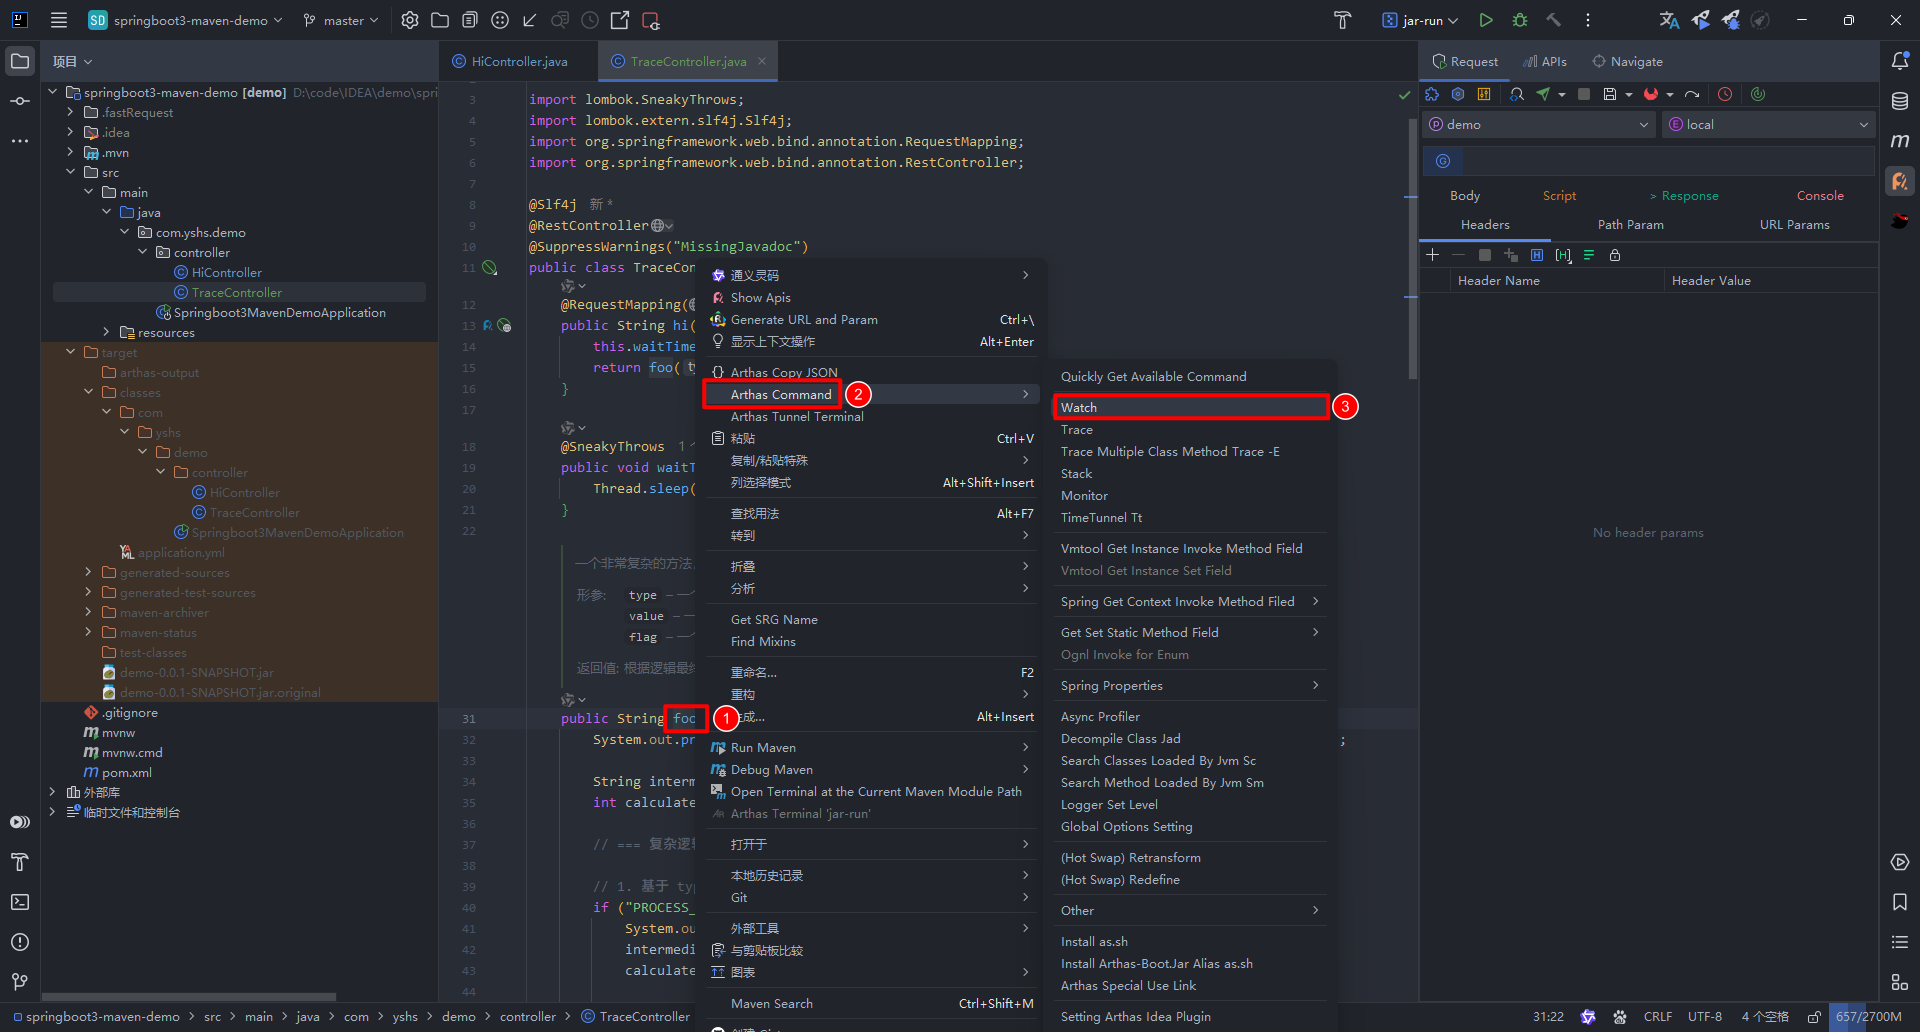 SD springboot3-maven-demo master jar-run
项目
HiController.java TraceController.java
Request APIs Navigate
springboot3-maven-demo [demo] D:\code\IDEA\demo\spri
.fastRequest
.idea
.mvn
src
main
java
com.yshs.demo
controller
HiController
TraceController
Springboot3MavenDemoApplication
resources
target
arthas-output
classes
com
yshs
demo
controller
HiController
TraceController
Springboot3MavenDemoApplication
application.yml
generated-sources
generated-test-sources
maven-archiver
maven-status
test-classes
demo-0.0.1-SNAPSHOT.jar
demo-0.0.1-SNAPSHOT.jar.original
.gitignore
mvnw
mvnw.cmd
pom.xml
外部库
临时文件和控制台
3 import lombok.SneakyThrows;
4 import lombok.extern.slf4j.Slf4j;
5 import org.springframework.web.bind.annotation.RequestMapping;
6 import org.springframework.web.bind.annotation.RestController;
7
8 @Slf4j 新 *
9 @RestController
10 @SuppressWarnings("MissingJavadoc")
11 public class TraceCon
12 @RequestMapping(
13 public String hi(
14 this.waitTime
15 return foo( ty
16 }
17
18 @SneakyThrows 1 个
19 public void waitT
20 Thread.sleep(
21 }
22
一个非常复杂的方法
形参: type – 一个
value – 一
flag – 一个
返回值: 根据逻辑最终
31 public String foo
32 System.out.pr ;
33
34 String interm
35 int calculate
36
37 // === 复杂逻辑
38
39 // 1. 基于 typ
40 if ("PROCESS_
41 System.ou
42 intermedi
43 calculate
44
1
通义灵码
Show Apis
Generate URL and Param Ctrl+\
显示上下文操作 Alt+Enter
Arthas Copy JSON
Arthas Command 2
Arthas Tunnel Terminal
粘贴 Ctrl+V
复制/粘贴特殊
列选择模式 Alt+Shift+Insert
查找用法 Alt+F7
转到
折叠
分析
Get SRG Name
Find Mixins
重命名... F2
重构
生成... Alt+Insert
Run Maven
Debug Maven
Open Terminal at the Current Maven Module Path
Arthas Terminal 'jar-run'
打开于
本地历史记录
Git
外部工具
与剪贴板比较
图表
Maven Search Ctrl+Shift+M
Quickly Get Available Command
Watch 3
Trace
Trace Multiple Class Method Trace -E
Stack
Monitor
TimeTunnel Tt
Vmtool Get Instance Invoke Method Field
Vmtool Get Instance Set Field
Spring Get Context Invoke Method Filed
Get Set Static Method Field
Ognl Invoke for Enum
Spring Properties
Async Profiler
Decompile Class Jad
Search Classes Loaded By Jvm Sc
Search Method Loaded By Jvm Sm
Logger Set Level
Global Options Setting
(Hot Swap) Retransform
(Hot Swap) Redefine
Other
Install as.sh
Install Arthas-Boot.Jar Alias as.sh
Arthas Special Use Link
Setting Arthas Idea Plugin
demo local
Body Script > Response Console
Headers Path Param URL Params
Header Name Header Value
No header params
springboot3-maven-demo > src > main > java > com > yshs > demo > controller > TraceController
31:22 CRLF UTF-8 4 个空格 657/2700M